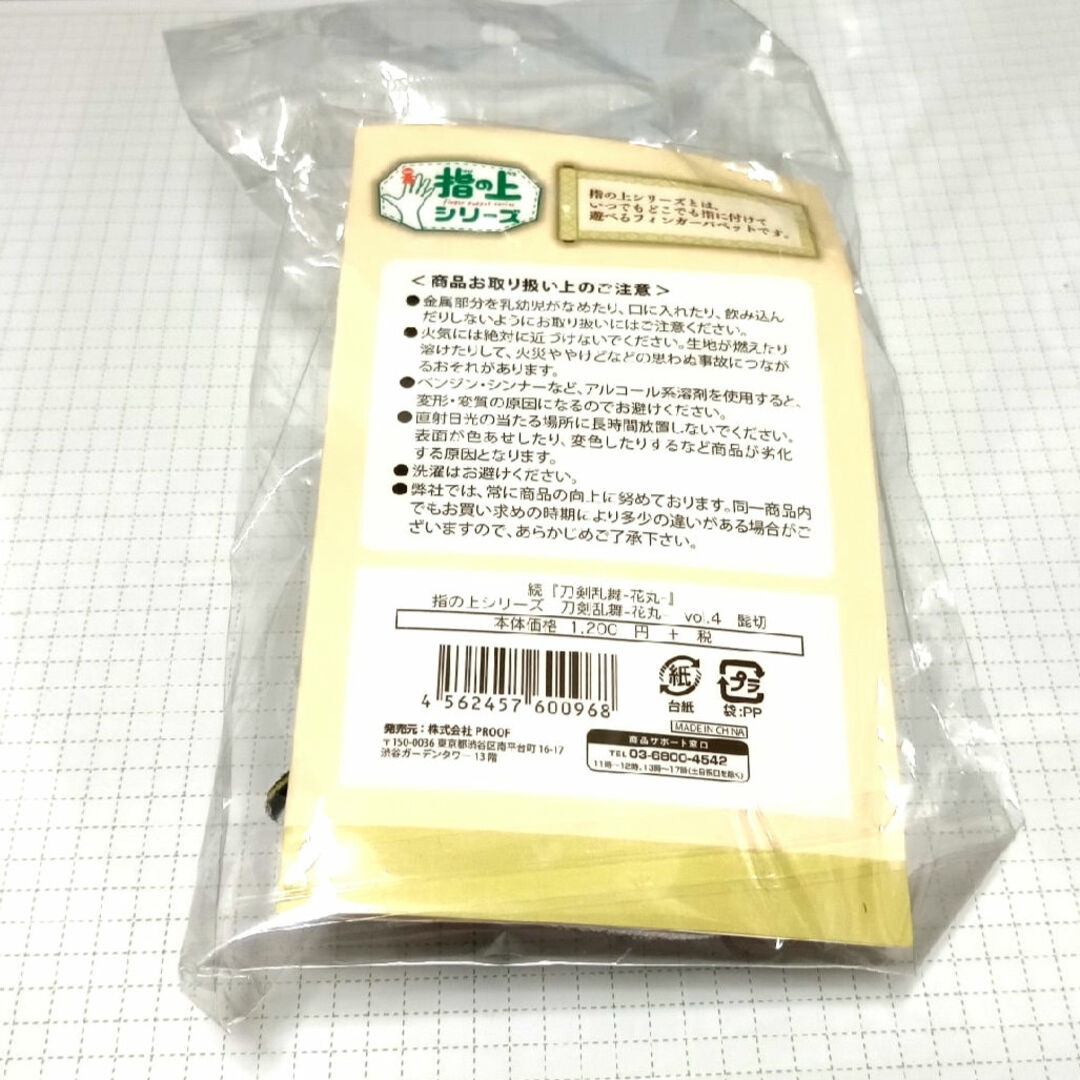 指の上
finger puppet series
シリーズ
指の上シリーズとは、
いつでもどこでも指に付けて
遊べるフィンガーパペットです。
＜商品お取り扱い上のご注意＞
●金属部分を乳幼児がなめたり、口に入れたり、飲み込ん
だりしないようにお取り扱いにはご注意ください。
●火気には絶対に近づけないでください。生地が燃えたり
溶けたりして、火災ややけどなどの思わぬ事故につなが
るおそれがあります。
●ベンジン・シンナーなど、アルコール系溶剤を使用すると、
変形・変質の原因になるのでお避けください。
●直射日光の当たる場所に長時間放置しないでください。
表面が色あせしたり、変色したりするなど商品が劣化
する原因となります。
●洗濯はお避けください。
●弊社では、常に商品の向上に努めております。同一商品内
でもお買い求めの時期により多少の違いがある場合がご
ざいますので、あらかじめご了承下さい。
続『刀剣乱舞-花丸-』
指の上シリーズ 刀剣乱舞-花丸- vol.4 髭切
本体価格 1,200 円 + 税
4 562457 600968
紙
台紙
プラ
袋:PP
MADE IN CHINA
発売元：株式会社 PROOF
〒150-0036 東京都渋谷区南平台町 16-17
渋谷ガーデンタワー 13 階
商品サポート窓口
TEL 03-6800-4542
11時～12時、13時～17時(土日祝日を除く)